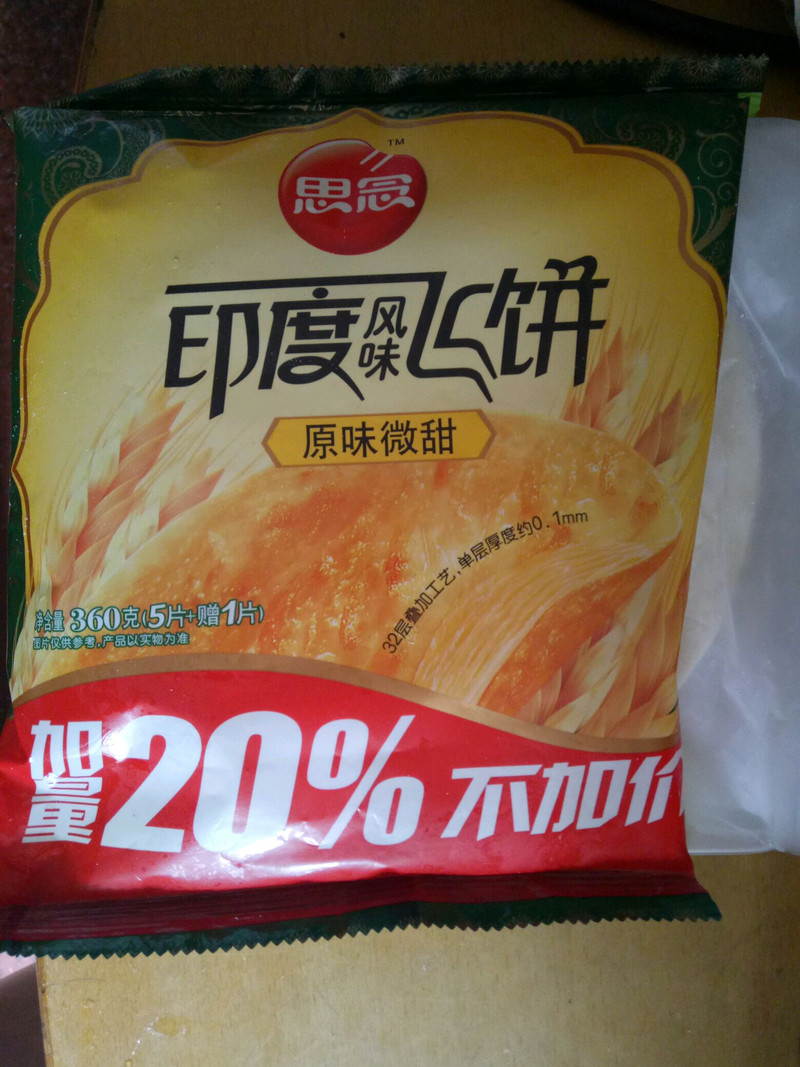 思念
TM
印度风味飞饼
原味微甜
32层叠加工艺,单层厚度约0.1mm
净含量 360克(5片+赠1片)
图片仅供参考,产品以实物为准
加量20%不加价